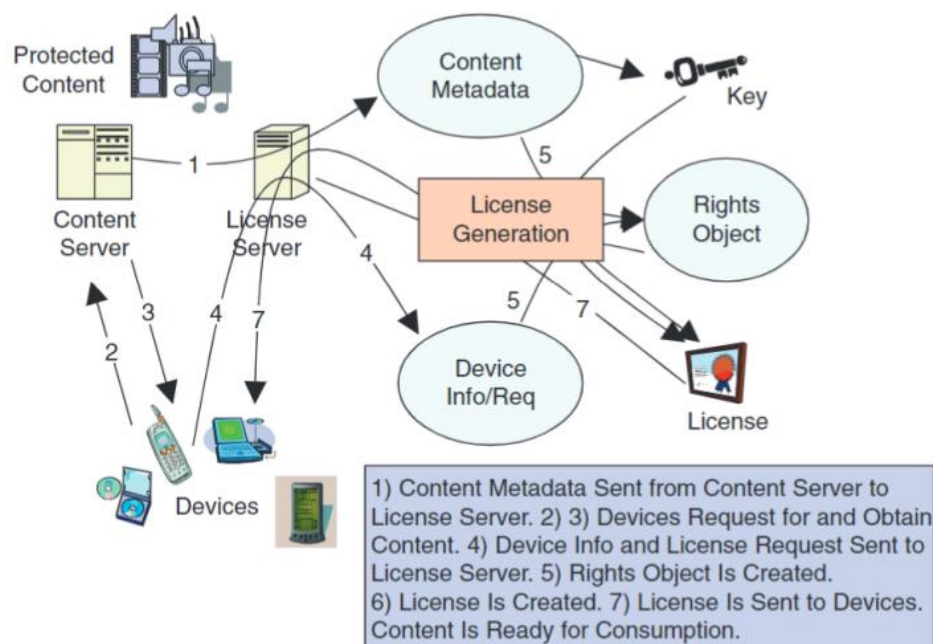 Protected
Content
Content
Metadata
Key
1
5
Content
Server
License
Server
License
Generation
Rights
Object
2
3
4
7
4
5
7
Device
Info/Req
License
Devices
1) Content Metadata Sent from Content Server to
License Server. 2) 3) Devices Request for and Obtain
Content. 4) Device Info and License Request Sent to
License Server. 5) Rights Object Is Created.
6) License Is Created. 7) License Is Sent to Devices.
Content Is Ready for Consumption.